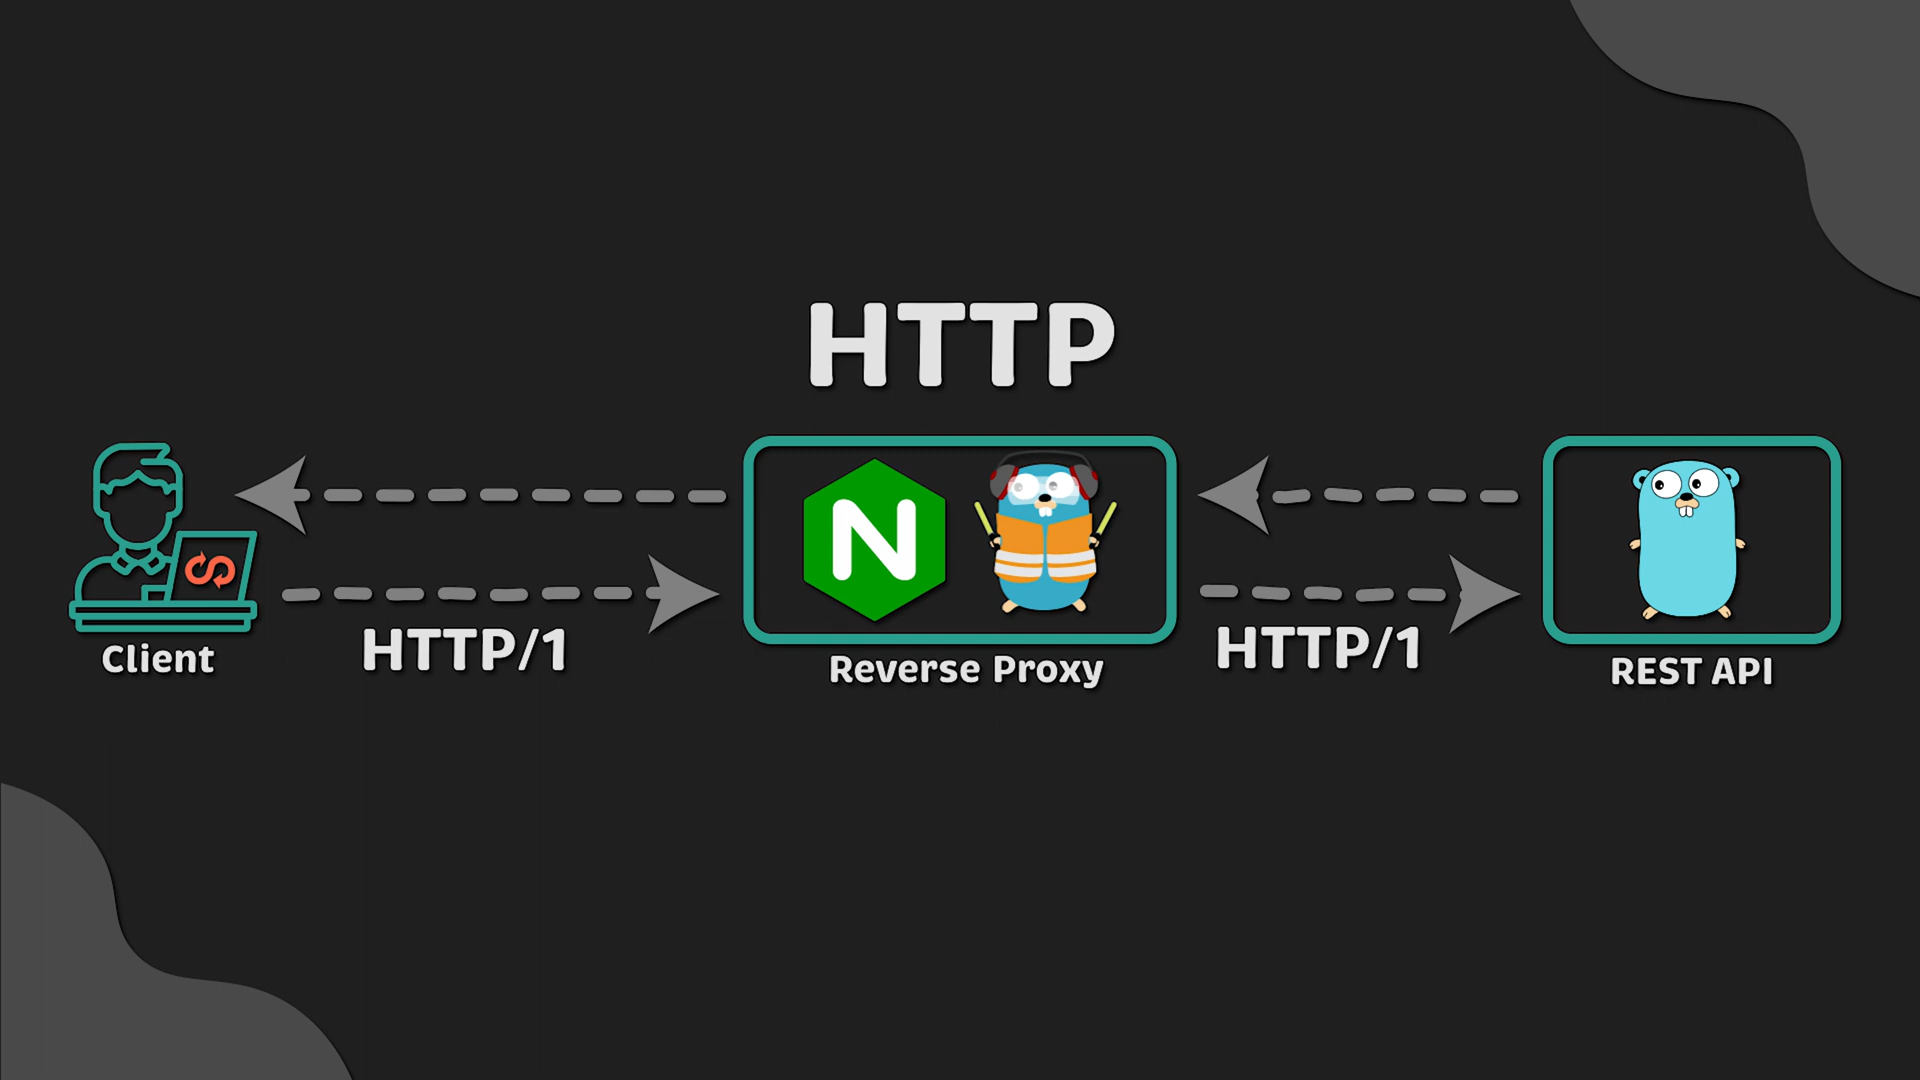 HTTP
Client
HTTP/1
N
Reverse Proxy
HTTP/1
REST API